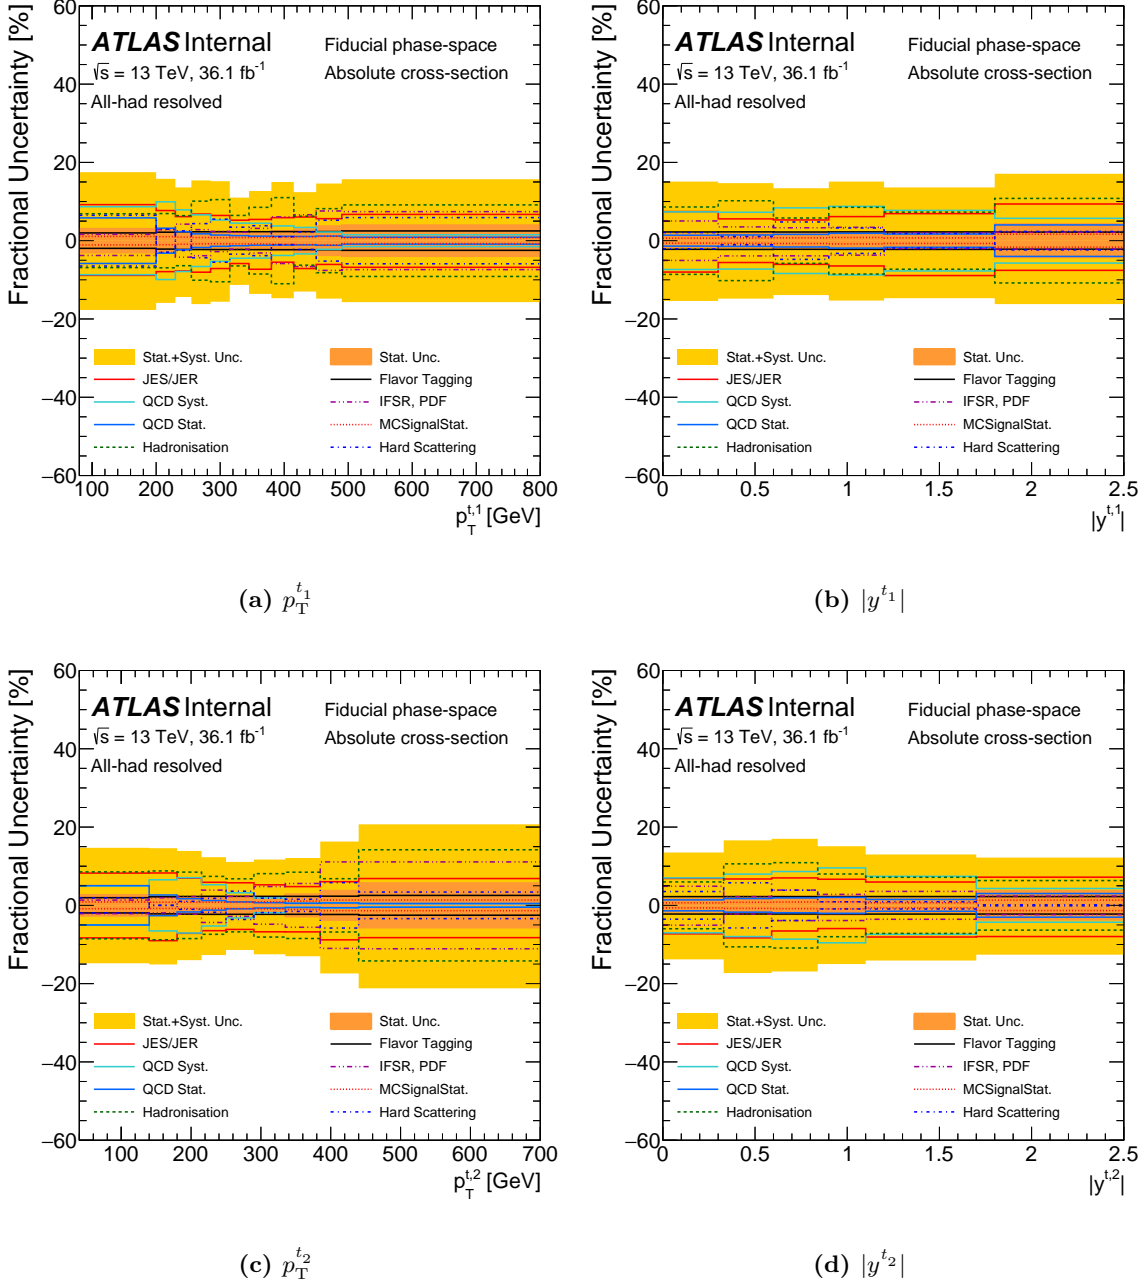 Fractional Uncertainty [%]
60
40
20
0
−20
−40
−60
ATLAS Internal
√s = 13 TeV, 36.1 fb-1
All-had resolved
Fiducial phase-space
Absolute cross-section
Stat.+Syst. Unc.
JES/JER
QCD Syst.
QCD Stat.
Hadronisation
Stat. Unc.
Flavor Tagging
IFSR, PDF
MCSignalStat.
Hard Scattering
100 200 300 400 500 600 700 800
p_T^t,1 [GeV]
(a) p_T^t1
Fractional Uncertainty [%]
60
40
20
0
−20
−40
−60
ATLAS Internal
√s = 13 TeV, 36.1 fb-1
All-had resolved
Fiducial phase-space
Absolute cross-section
Stat.+Syst. Unc.
JES/JER
QCD Syst.
QCD Stat.
Hadronisation
Stat. Unc.
Flavor Tagging
IFSR, PDF
MCSignalStat.
Hard Scattering
0 0.5 1 1.5 2 2.5
|y^t,1|
(b) |y^t1|
Fractional Uncertainty [%]
60
40
20
0
−20
−40
−60
ATLAS Internal
√s = 13 TeV, 36.1 fb-1
All-had resolved
Fiducial phase-space
Absolute cross-section
Stat.+Syst. Unc.
JES/JER
QCD Syst.
QCD Stat.
Hadronisation
Stat. Unc.
Flavor Tagging
IFSR, PDF
MCSignalStat.
Hard Scattering
100 200 300 400 500 600 700
p_T^t,2 [GeV]
(c) p_T^t2
Fractional Uncertainty [%]
60
40
20
0
−20
−40
−60
ATLAS Internal
√s = 13 TeV, 36.1 fb-1
All-had resolved
Fiducial phase-space
Absolute cross-section
Stat.+Syst. Unc.
JES/JER
QCD Syst.
QCD Stat.
Hadronisation
Stat. Unc.
Flavor Tagging
IFSR, PDF
MCSignalStat.
Hard Scattering
0 0.5 1 1.5 2 2.5
|y^t,2|
(d) |y^t2|